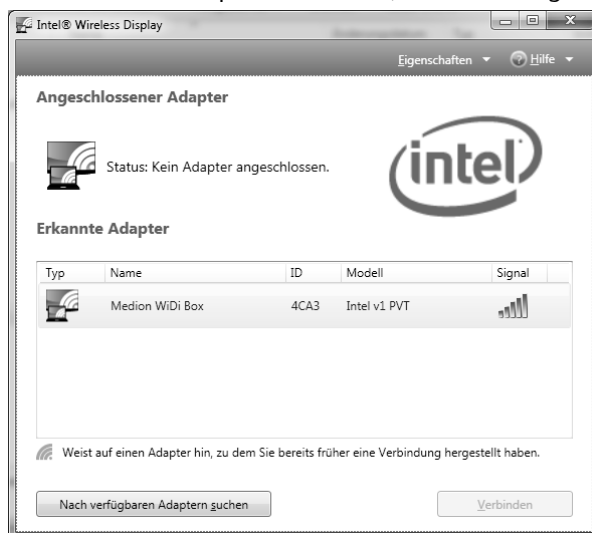 Intel® Wireless Display
Eigenschaften Hilfe
Angeschlossener Adapter
Status: Kein Adapter angeschlossen.
intel
Erkannte Adapter
Typ Name ID Modell Signal
Medion WiDi Box 4CA3 Intel v1 PVT
Weist auf einen Adapter hin, zu dem Sie bereits früher eine Verbindung hergestellt haben.
Nach verfügbaren Adaptern suchen Verbinden